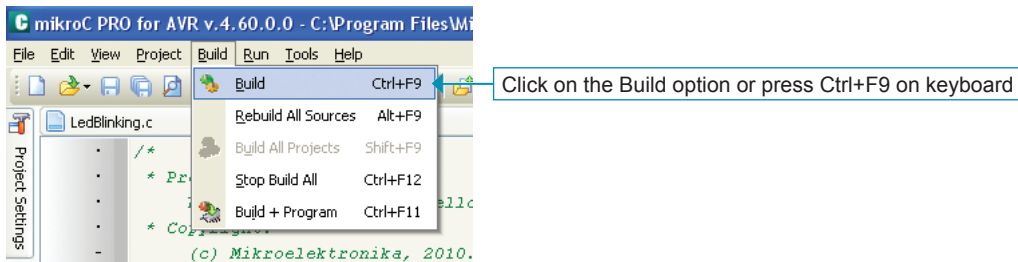 mikroC PRO for AVR v.4.60.0.0 - C:\Program Files\Mi
File Edit View Project Build Run Tools Help
Build Ctrl+F9
Click on the Build option or press Ctrl+F9 on keyboard
Rebuild All Sources Alt+F9
LedBlinking.c
Build All Projects Shift+F9
Stop Build All Ctrl+F12
Build + Program Ctrl+F11
Project Settings
/*
* Pr
* Co
(c) Mikroelektronika, 2010.